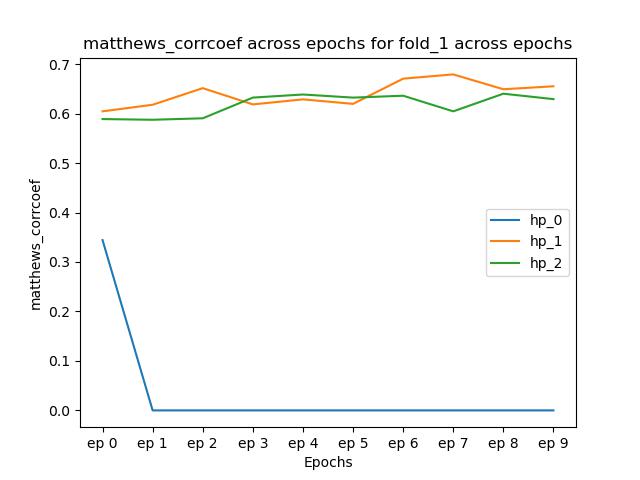 matthews_corrcoef across epochs for fold_1 across epochs
0.7
0.6
0.5
0.4
0.3
0.2
0.1
0.0
matthews_corrcoef
hp_0
hp_1
hp_2
ep 0 ep 1 ep 2 ep 3 ep 4 ep 5 ep 6 ep 7 ep 8 ep 9
Epochs